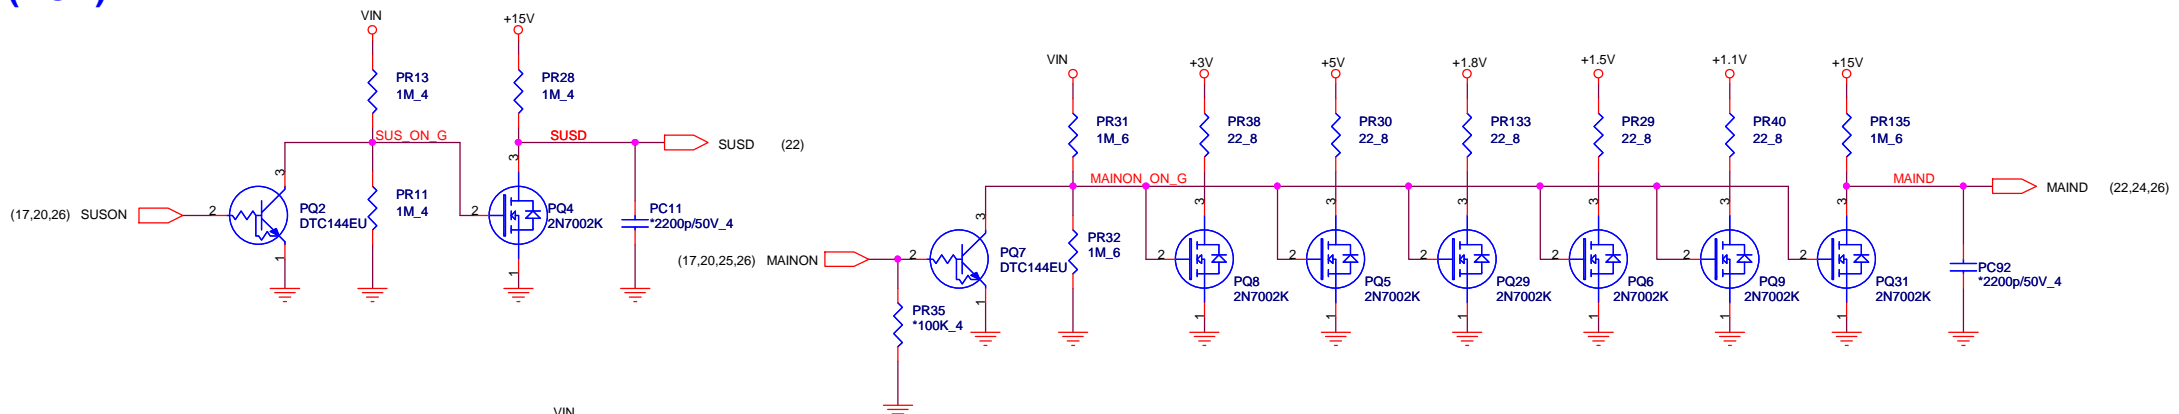 VIN
+15V
PR13
1M_4
PR28
1M_4
SUS_ON_G
SUSD
SUSD (22)
3
3
(17,20,26) SUSON
2
PQ2
DTC144EU
PR11
1M_4
2
PQ4
2N7002K
PC11
*2200p/50V_4
1
1
VIN
+3V
+5V
+1.8V
+1.5V
+1.1V
+15V
PR31
1M_6
PR38
22_8
PR30
22_8
PR133
22_8
PR29
22_8
PR40
22_8
PR135
1M_6
MAINON_ON_G
MAIND
MAIND (22,24,26)
3
3
3
3
3
3
3
(17,20,25,26) MAINON
2
PQ7
DTC144EU
PR32
1M_6
2
PQ8
2N7002K
2
PQ5
2N7002K
2
PQ29
2N7002K
2
PQ6
2N7002K
2
PQ9
2N7002K
2
PQ31
2N7002K
PC92
*2200p/50V_4
PR35
*100K_4
1
1
1
1
1
1
1
VIN